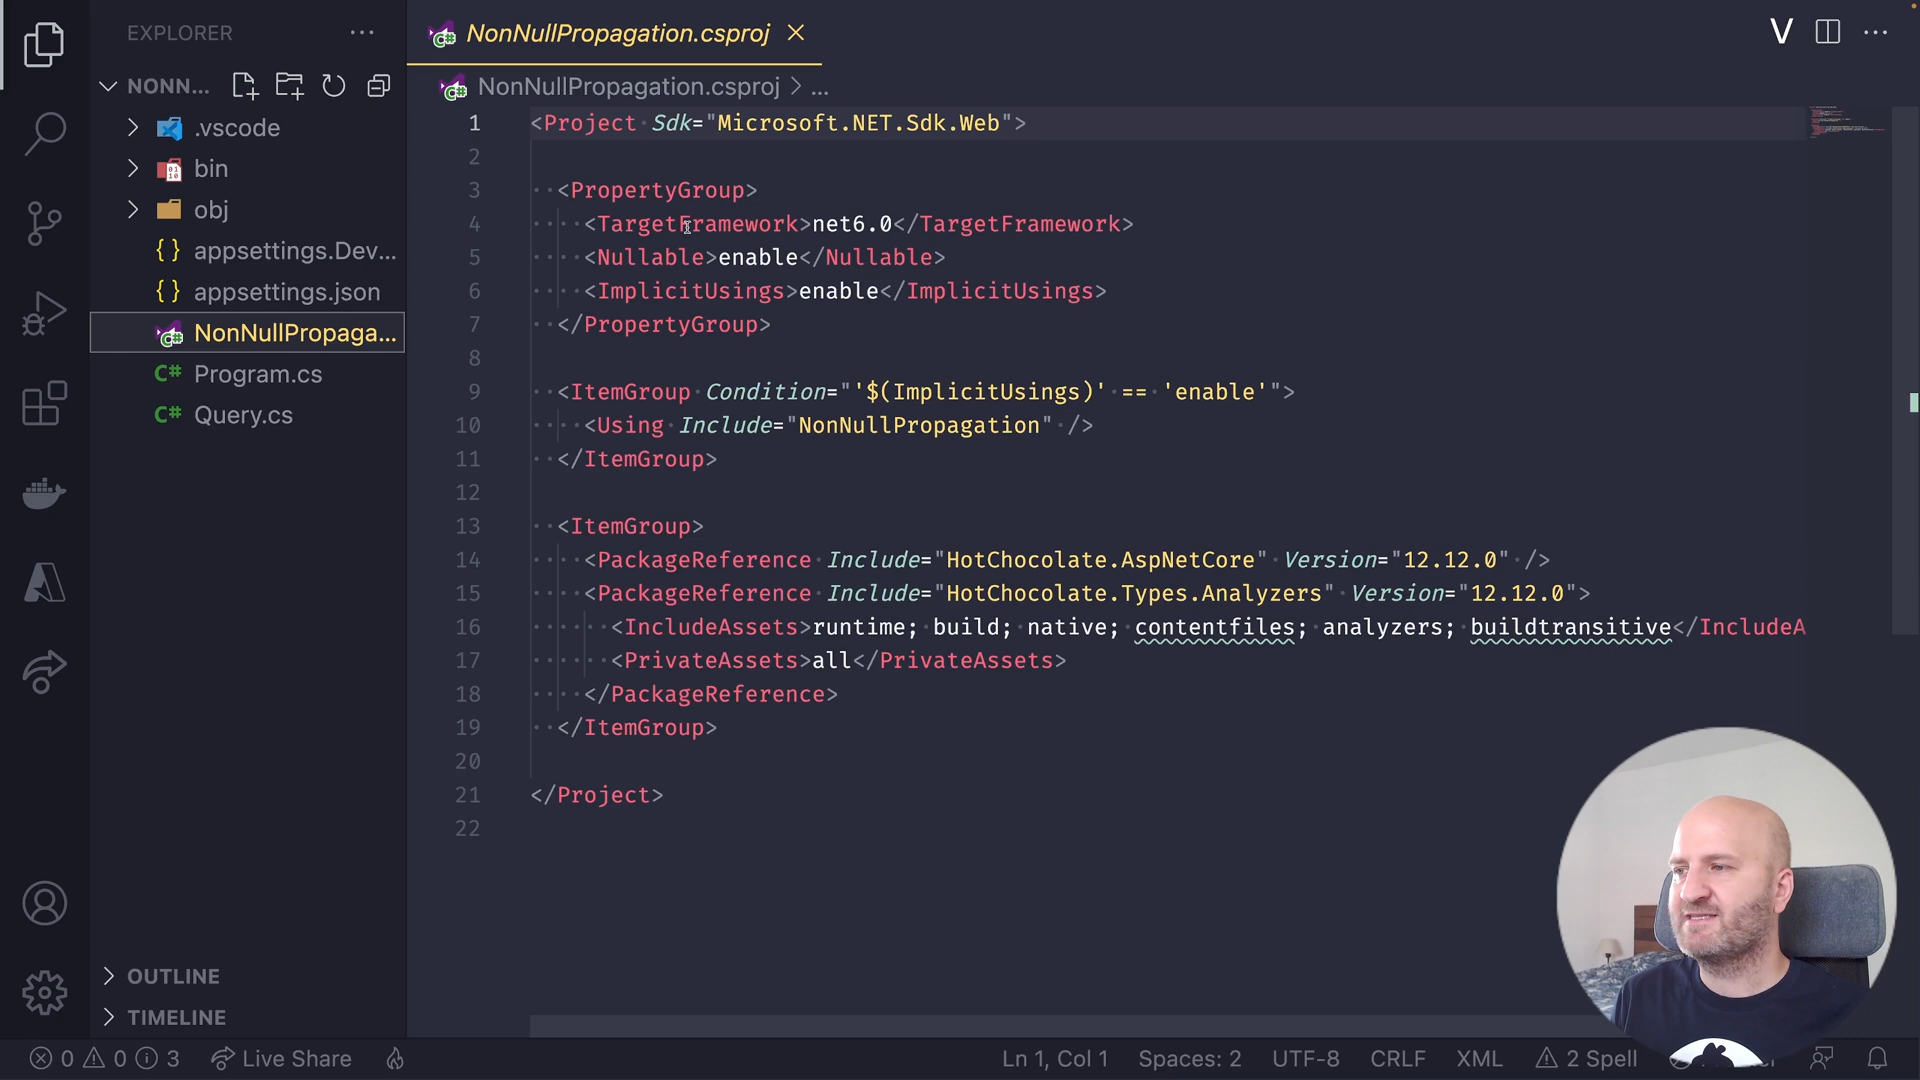 EXPLORER
NONN...
.vscode
bin
obj
appsettings.Dev...
appsettings.json
NonNullPropaga...
Program.cs
Query.cs
OUTLINE
TIMELINE
NonNullPropagation.csproj
NonNullPropagation.csproj > ...
1 <Project Sdk="Microsoft.NET.Sdk.Web">
2
3 <PropertyGroup>
4 <TargetFramework>net6.0</TargetFramework>
5 <Nullable>enable</Nullable>
6 <ImplicitUsings>enable</ImplicitUsings>
7 </PropertyGroup>
8
9 <ItemGroup Condition="'$(ImplicitUsings)' == 'enable'">
10 <Using Include="NonNullPropagation" />
11 </ItemGroup>
12
13 <ItemGroup>
14 <PackageReference Include="HotChocolate.AspNetCore" Version="12.12.0" />
15 <PackageReference Include="HotChocolate.Types.Analyzers" Version="12.12.0">
16 <IncludeAssets>runtime; build; native; contentfiles; analyzers; buildtransitive</IncludeA
17 <PrivateAssets>all</PrivateAssets>
18 </PackageReference>
19 </ItemGroup>
20
21 </Project>
22
0 0 3 Live Share
Ln 1, Col 1 Spaces: 2 UTF-8 CRLF XML 2 Spell